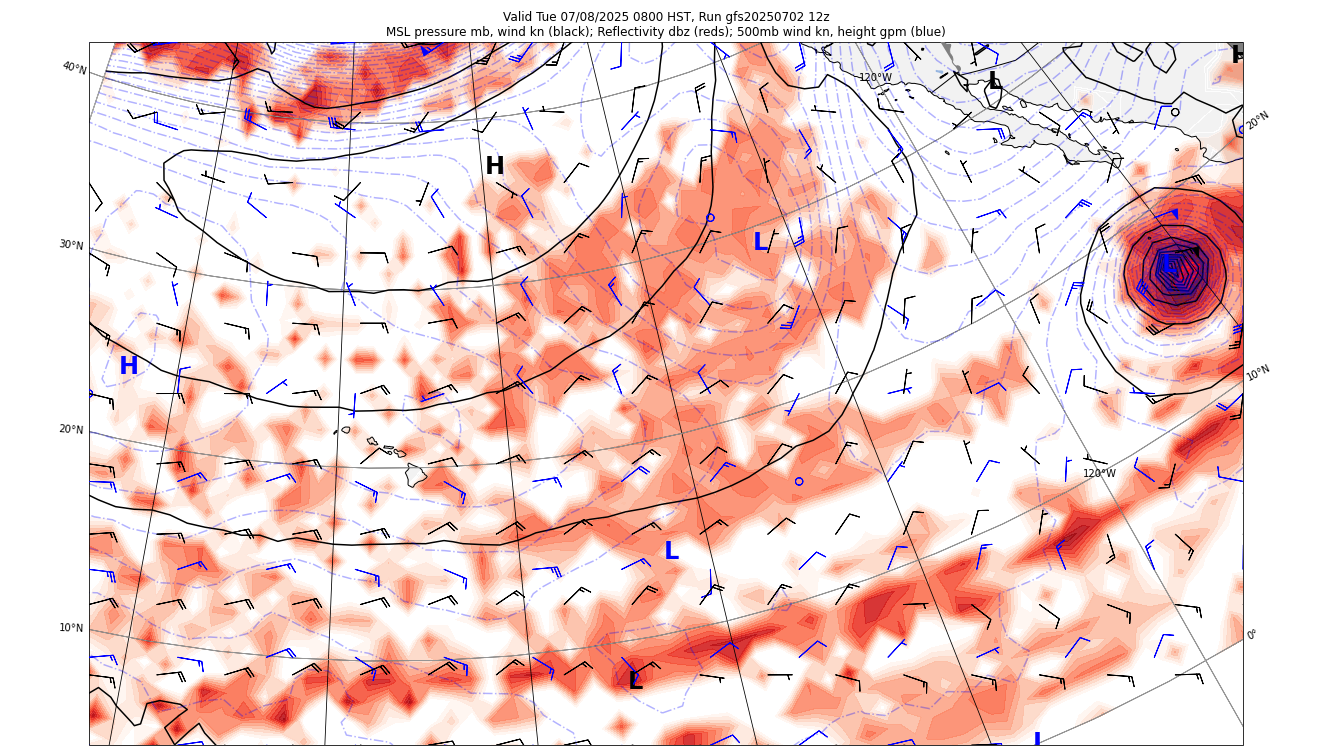 Valid Tue 07/08/2025 0800 HST, Run gfs20250702 12z
MSL pressure mb, wind kn (black); Reflectivity dbz (reds); 500mb wind kn, height gpm (blue)
H
40°N
120°W
L
20°N
H
30°N
L
L
H
10°N
20°N
120°W
L
10°N
0°
L
L